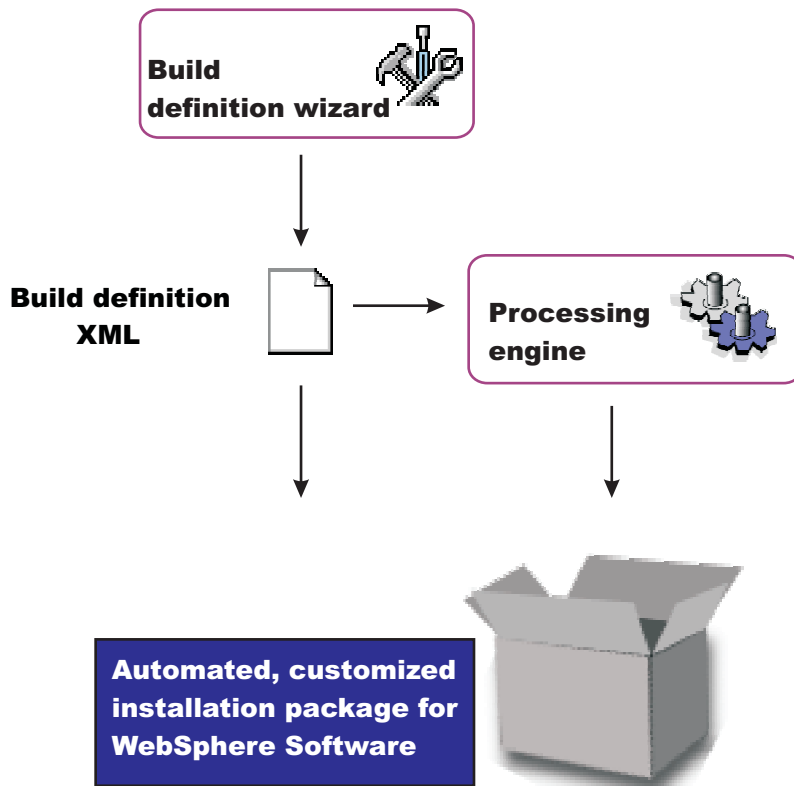 Build
definition wizard
Build definition
XML
Processing
engine
Automated, customized
installation package for
WebSphere Software